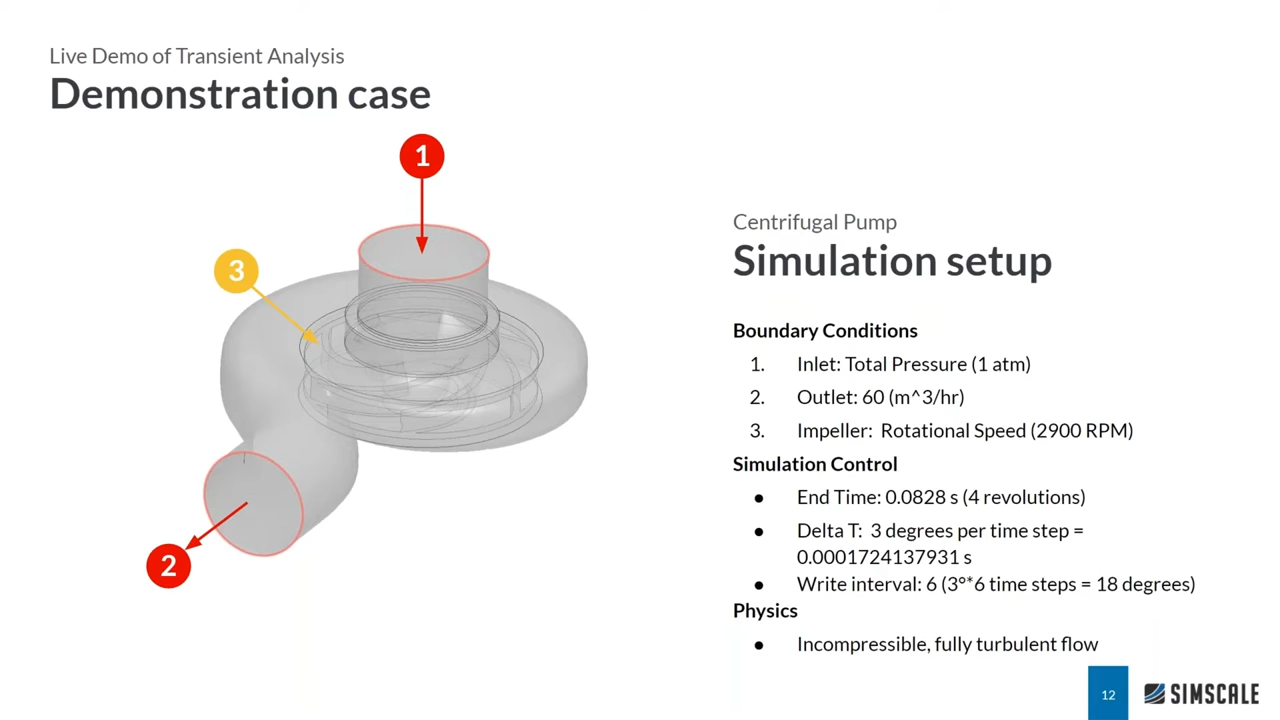 Live Demo of Transient Analysis
Demonstration case
1
3
2
Centrifugal Pump
Simulation setup
Boundary Conditions
1. Inlet: Total Pressure (1 atm)
2. Outlet: 60 (m^3/hr)
3. Impeller: Rotational Speed (2900 RPM)
Simulation Control
● End Time: 0.0828 s (4 revolutions)
● Delta T: 3 degrees per time step =
0.0001724137931 s
● Write interval: 6 (3°*6 time steps = 18 degrees)
Physics
● Incompressible, fully turbulent flow
12
SIMSCALE